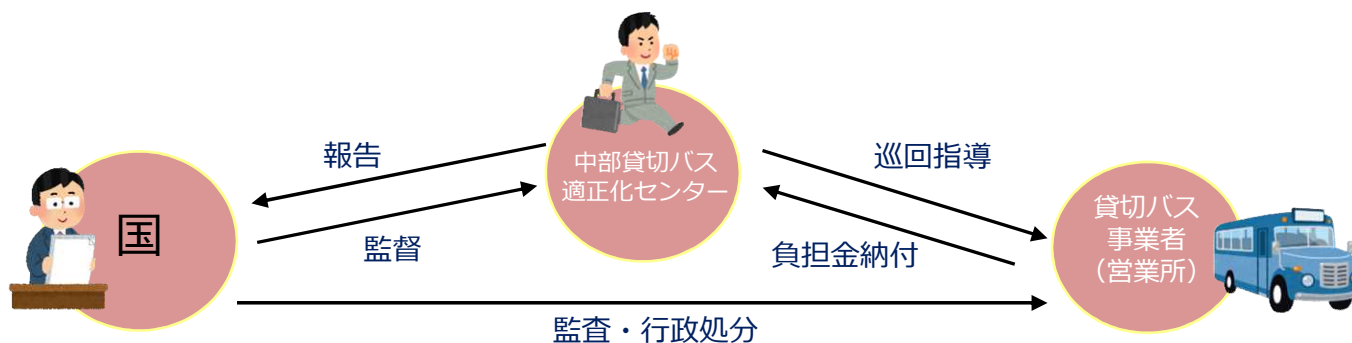 報告
中部貸切バス
適正化センター
巡回指導
国
監督
負担金納付
貸切バス
事業者
（営業所）
監査・行政処分